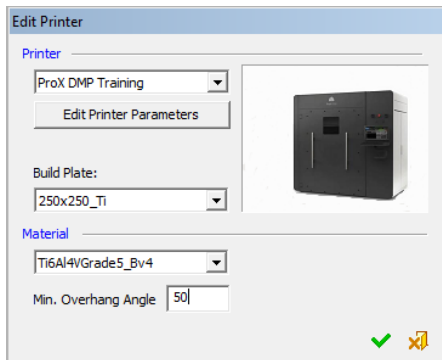 Edit Printer
Printer
ProX DMP Training
Edit Printer Parameters
Build Plate:
250x250_Ti
Material
Ti6Al4VGrade5_Bv4
Min. Overhang Angle 50